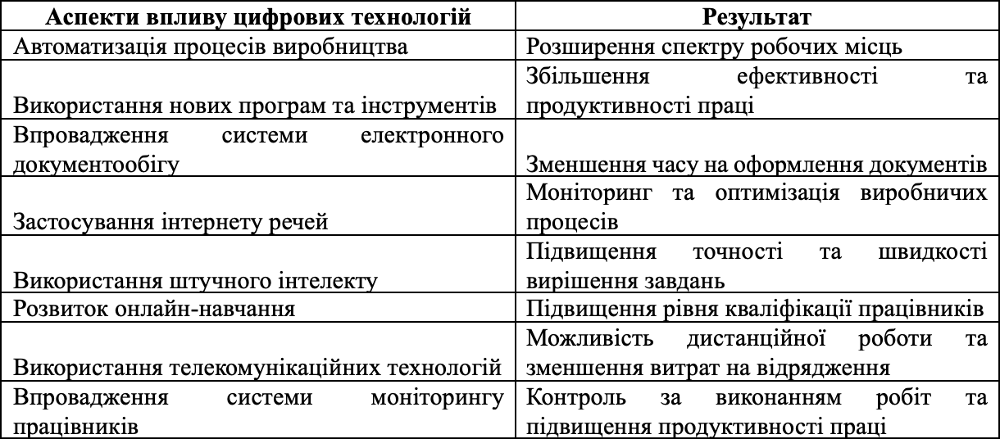 Аспекти впливу цифрових технологій
Результат
Автоматизація процесів виробництва
Розширення спектру робочих місць
Використання нових програм та інструментів
Збільшення ефективності та
продуктивності праці
Впровадження системи електронного
документообігу
Зменшення часу на оформлення документів
Застосування інтернету речей
Моніторинг та оптимізація виробничих
процесів
Використання штучного інтелекту
Підвищення точності та швидкості
вирішення завдань
Розвиток онлайн-навчання
Підвищення рівня кваліфікації працівників
Використання телекомунікаційних технологій
Можливість дистанційної роботи та
зменшення витрат на відрядження
Впровадження системи моніторингу
працівників
Контроль за виконанням робіт та
підвищення продуктивності праці